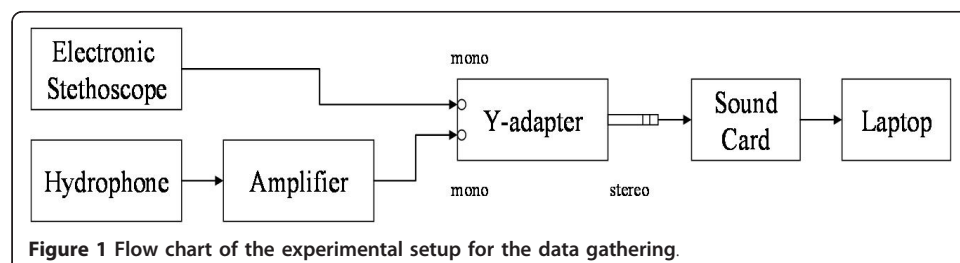 Electronic
Stethoscope
mono
Y-adapter
Sound
Card
Laptop
Hydrophone
Amplifier
mono
stereo
Figure 1 Flow chart of the experimental setup for the data gathering.